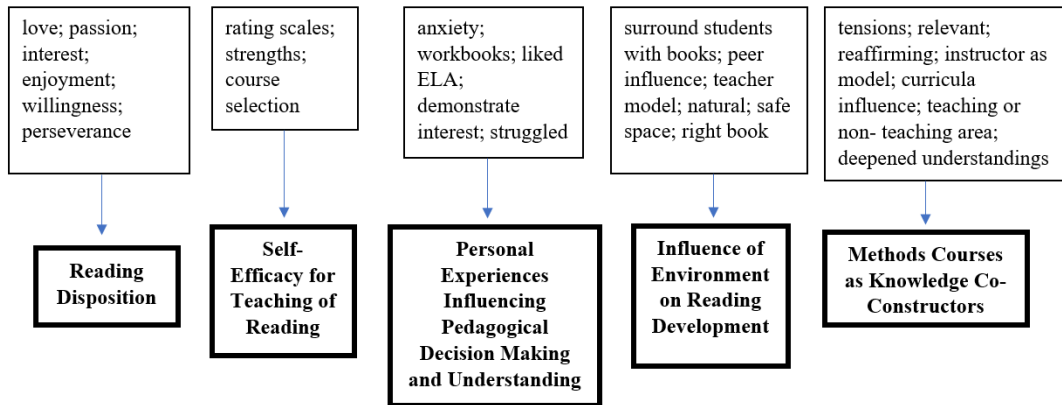 love; passion;
interest;
enjoyment;
willingness;
perseverance
rating scales;
strengths;
course
selection
anxiety;
workbooks; liked
ELA;
demonstrate
interest; struggled
surround students
with books; peer
influence; teacher
model; natural; safe
space; right book
tensions; relevant;
reaffirming; instructor as
model; curricula
influence; teaching or
non- teaching area;
deepened understandings
Reading
Disposition
Self-
Efficacy for
Teaching of
Reading
Personal
Experiences
Influencing
Pedagogical
Decision Making
and Understanding
Influence of
Environment
on Reading
Development
Methods Courses
as Knowledge Co-
Constructors